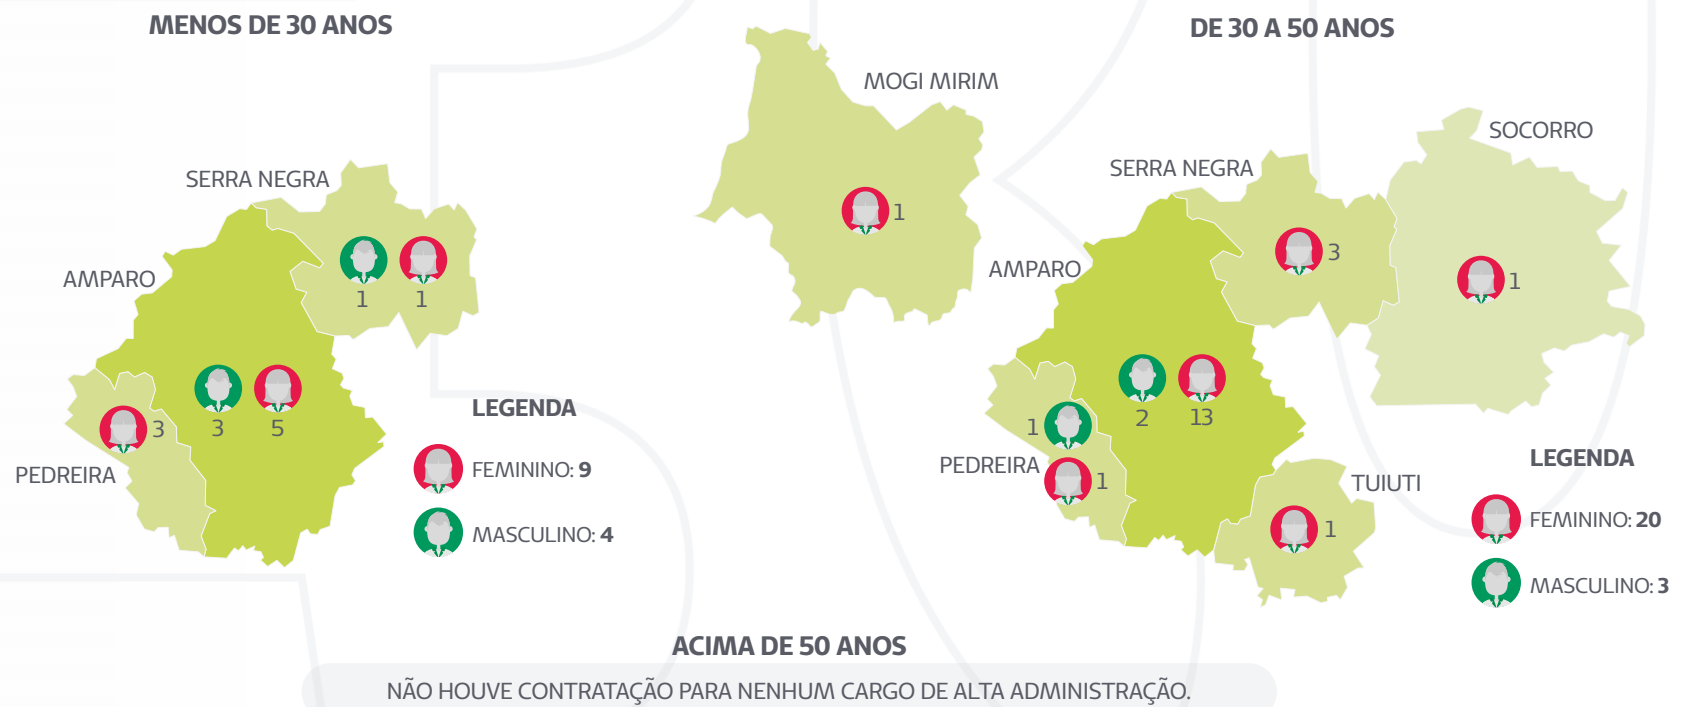 MENOS DE 30 ANOS
SERRA NEGRA
1
1
AMPARO
3
5
3
PEDREIRA
LEGENDA
FEMININO: 9
MASCULINO: 4
DE 30 A 50 ANOS
MOGI MIRIM
1
SOCORRO
1
SERRA NEGRA
3
AMPARO
2
13
1
PEDREIRA
1
TUIUTI
1
LEGENDA
FEMININO: 20
MASCULINO: 3
ACIMA DE 50 ANOS
NÃO HOUVE CONTRATAÇÃO PARA NENHUM CARGO DE ALTA ADMINISTRAÇÃO.